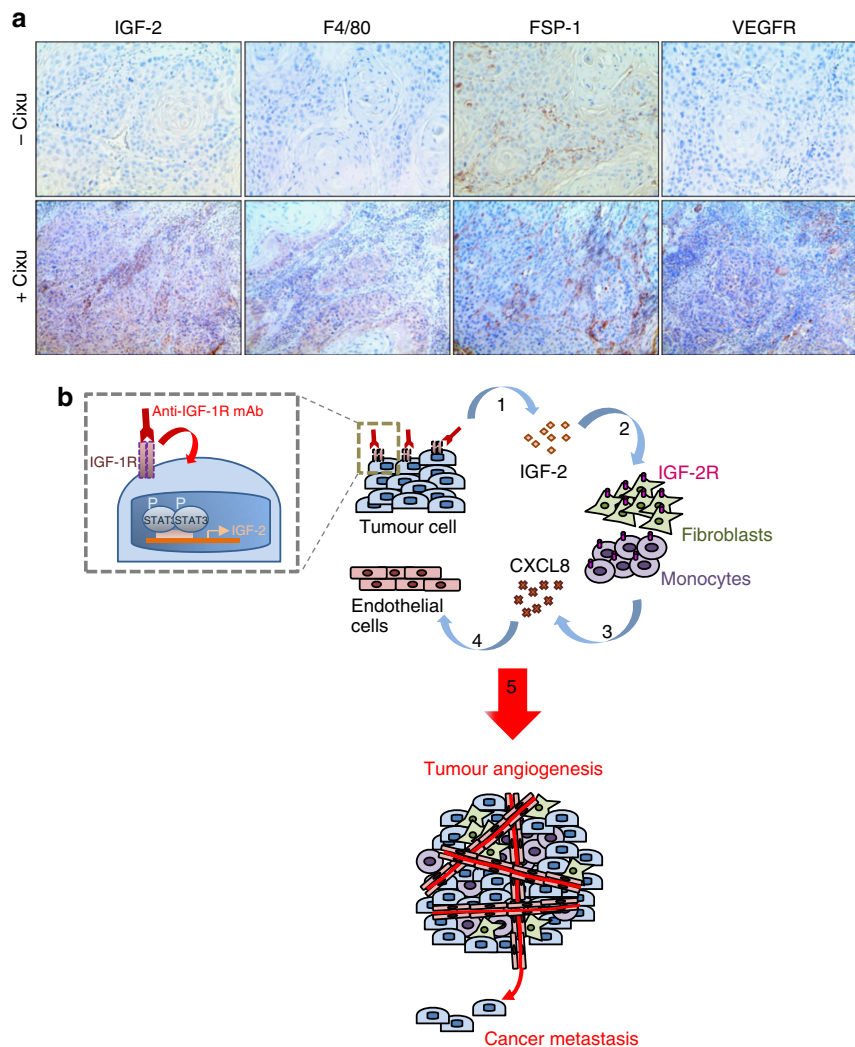 a
IGF-2
F4/80
FSP-1
VEGFR
– Cixu
+ Cixu
b
Anti-IGF-1R mAb
IGF-1R
P P
STAT3 STAT3
IGF-2
Tumour cell
1
IGF-2
2
IGF-2R
Fibroblasts
Monocytes
3
CXCL8
4
Endothelial
cells
5
Tumour angiogenesis
Cancer metastasis